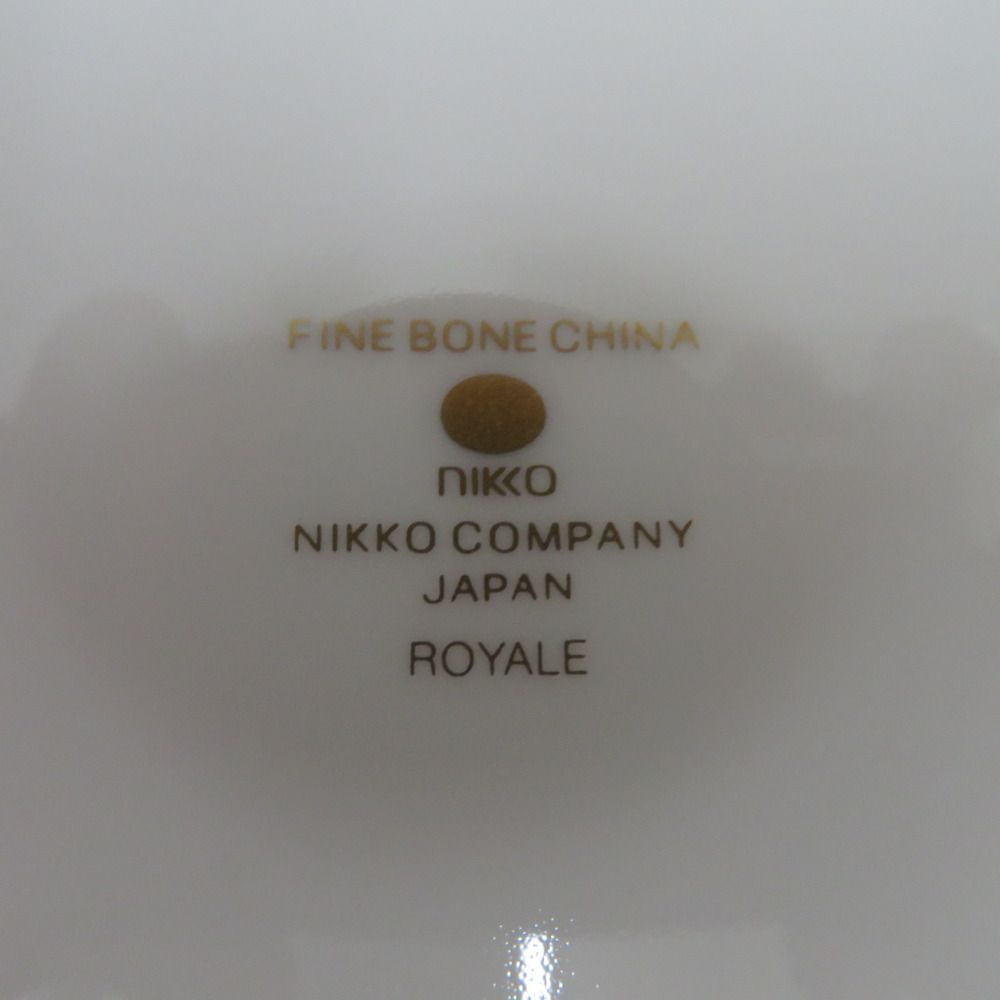 FINE BONE CHINA
nikko
NIKKO COMPANY
JAPAN
ROYALE